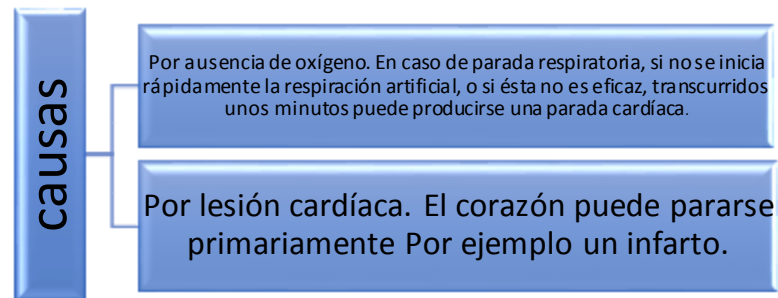 causas
Por ausencia de oxígeno. En caso de parada respiratoria, si no se inicia
rápidamente la respiración artificial, o si ésta no es eficaz, transcurridos
unos minutos puede producirse una parada cardíaca.
Por lesión cardíaca. El corazón puede pararse
primariamente Por ejemplo un infarto.